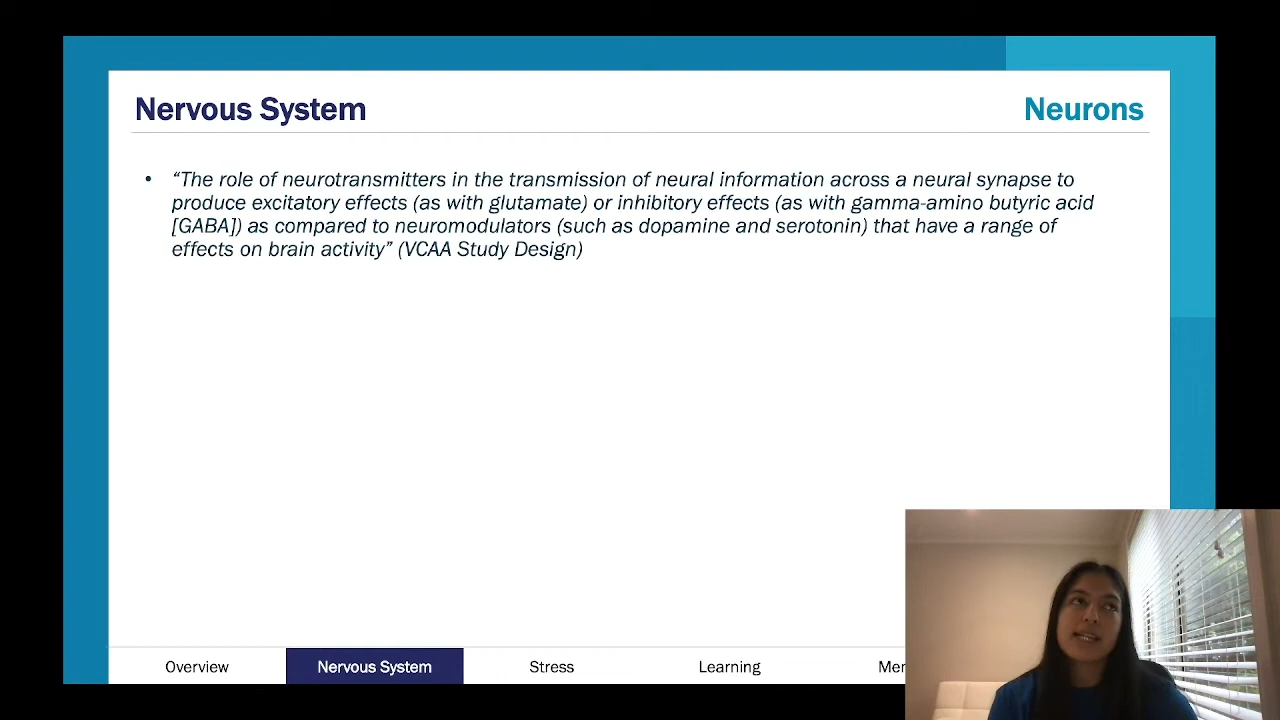 Nervous System
Neurons
• “The role of neurotransmitters in the transmission of neural information across a neural synapse to
produce excitatory effects (as with glutamate) or inhibitory effects (as with gamma-amino butyric acid
[GABA]) as compared to neuromodulators (such as dopamine and serotonin) that have a range of
effects on brain activity” (VCAA Study Design)
Overview
Nervous System
Stress
Learning